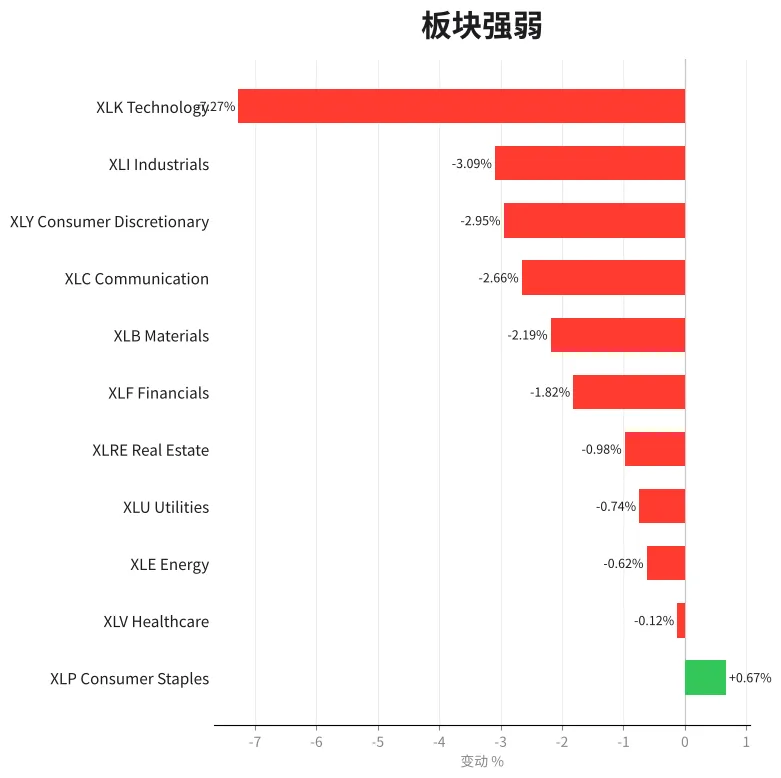 板块强弱
XLK Technology -7.27%
XLI Industrials -3.09%
XLY Consumer Discretionary -2.95%
XLC Communication -2.66%
XLB Materials -2.19%
XLF Financials -1.82%
XLRE Real Estate -0.98%
XLU Utilities -0.74%
XLE Energy -0.62%
XLV Healthcare -0.12%
XLP Consumer Staples +0.67%
-7 -6 -5 -4 -3 -2 -1 0 1
变动 %